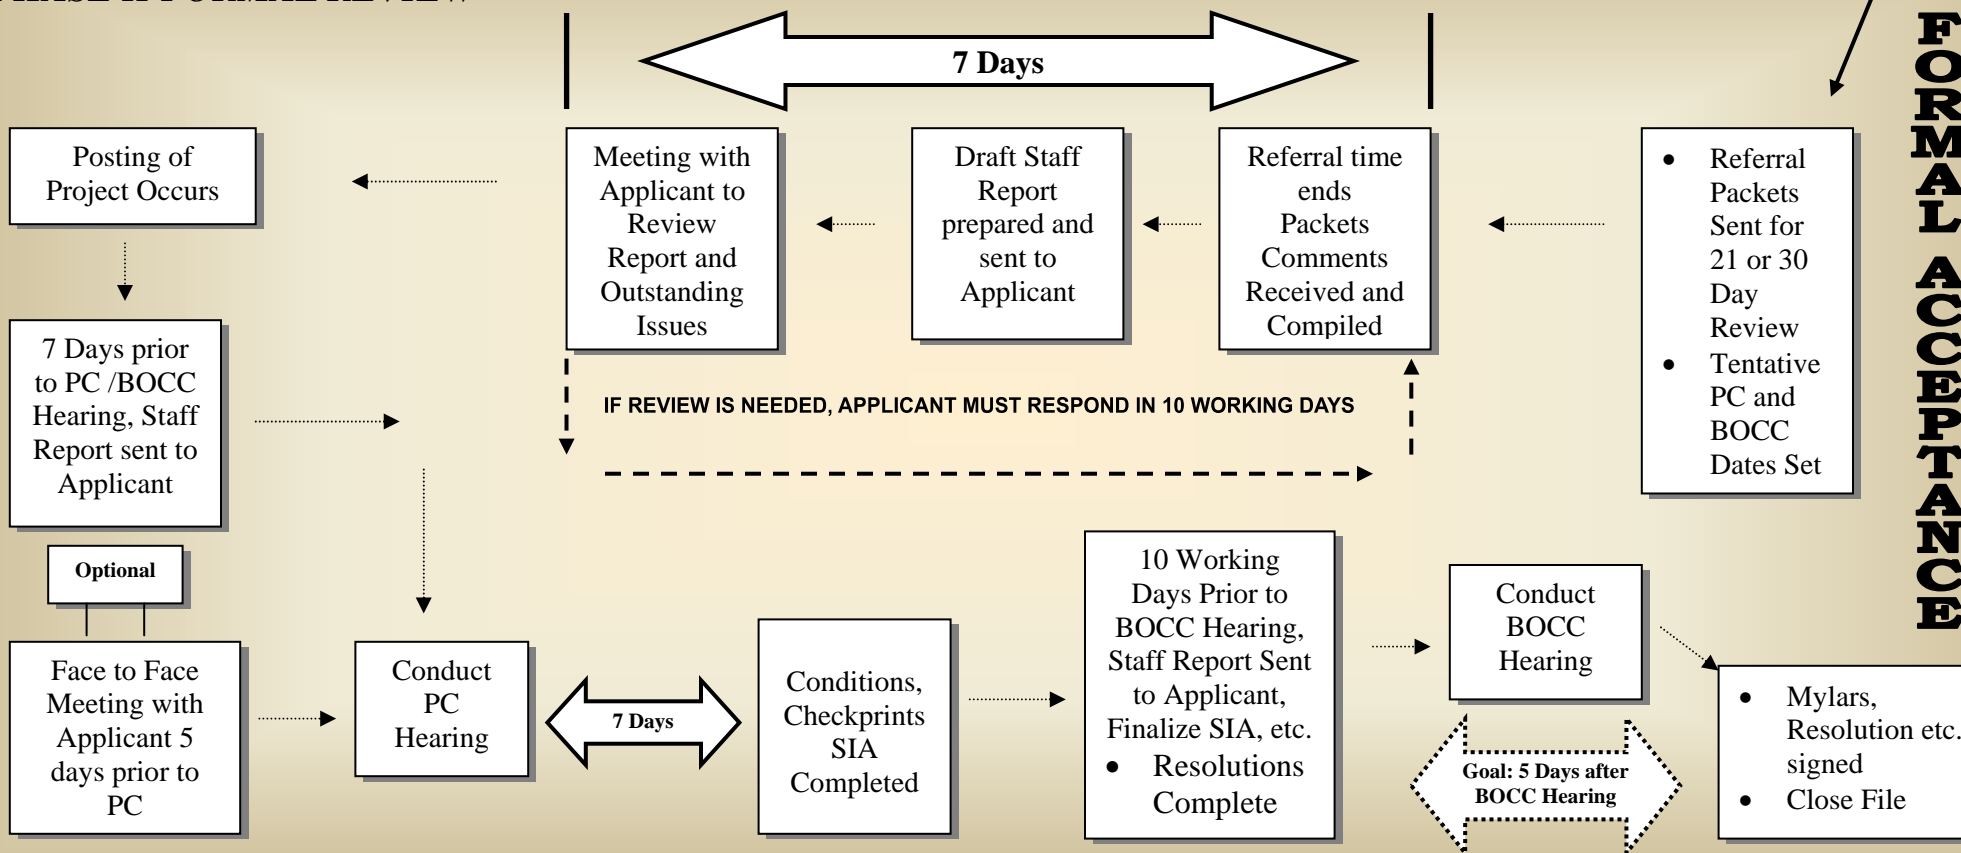 PHASE II FORMAL REVIEW
7 Days
FORMAL ACCEPTANCE
Posting of
Project Occurs
Meeting with
Applicant to
Review
Report and
Outstanding
Issues
Draft Staff
Report
prepared and
sent to
Applicant
Referral time
ends
Packets
Comments
Received and
Compiled
• Referral
Packets
Sent for
21 or 30
Day
Review
• Tentative
PC and
BOCC
Dates Set
7 Days prior
to PC /BOCC
Hearing, Staff
Report sent to
Applicant
IF REVIEW IS NEEDED, APPLICANT MUST RESPOND IN 10 WORKING DAYS
Optional
Face to Face
Meeting with
Applicant 5
days prior to
PC
Conduct
PC
Hearing
7 Days
Conditions,
Checkprints
SIA
Completed
10 Working
Days Prior to
BOCC Hearing,
Staff Report Sent
to Applicant,
Finalize SIA, etc.
• Resolutions
Complete
Conduct
BOCC
Hearing
Goal: 5 Days after
BOCC Hearing
• Mylars,
Resolution etc.
signed
• Close File